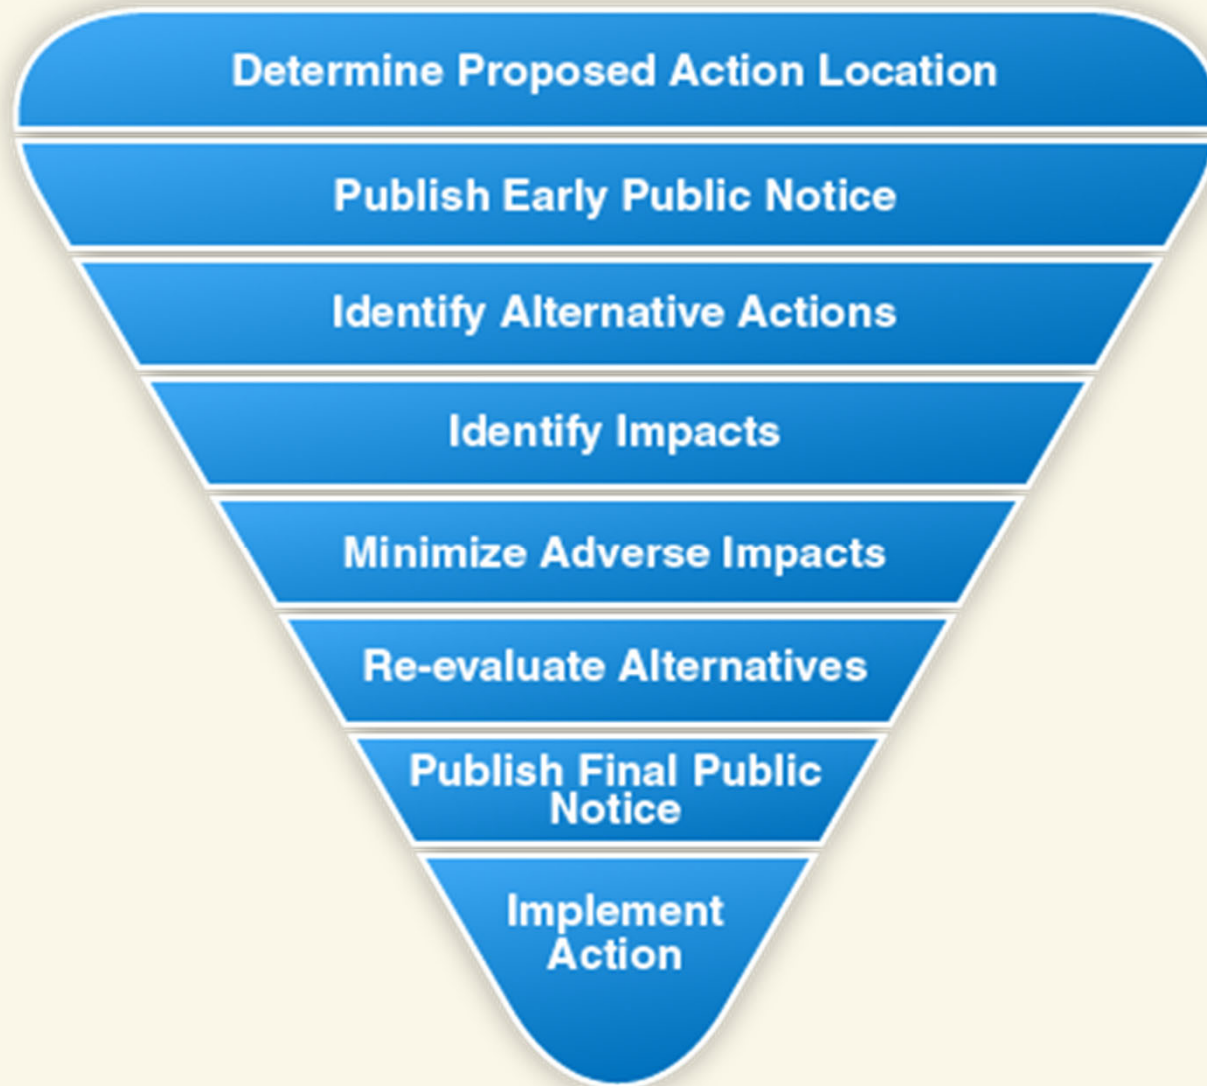 Determine Proposed Action Location
Publish Early Public Notice
Identify Alternative Actions
Identify Impacts
Minimize Adverse Impacts
Re-evaluate Alternatives
Publish Final Public
Notice
Implement
Action